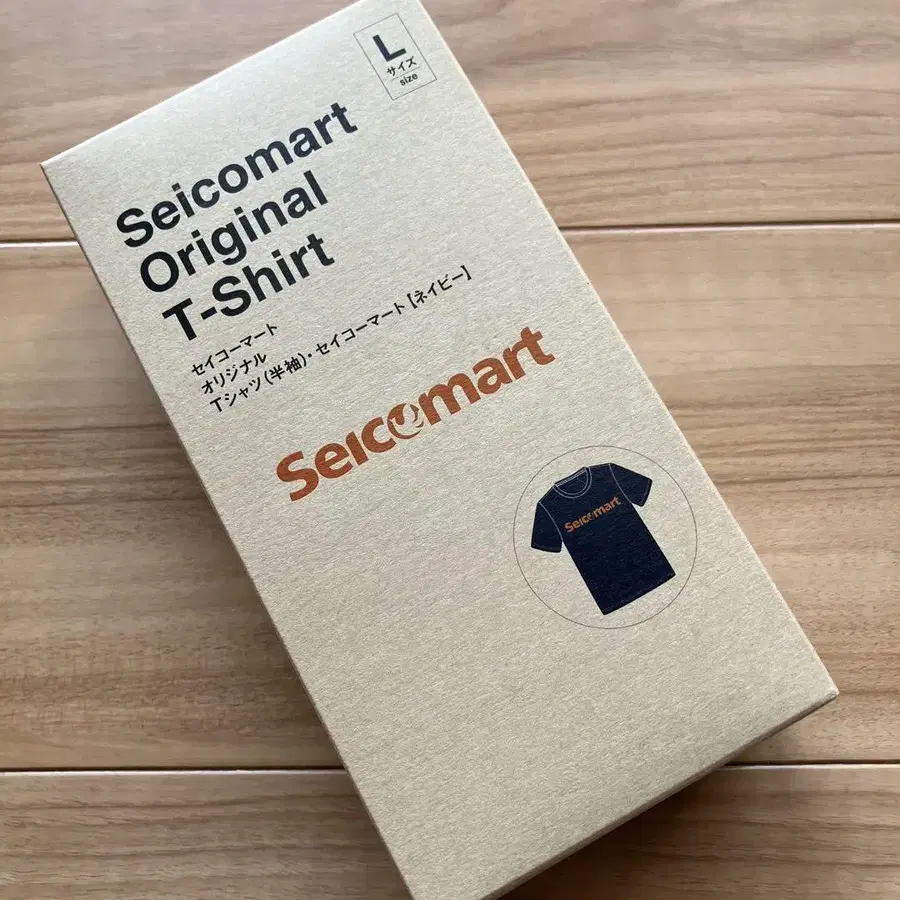 L
サイズ
size
Seicomart
Original
T-Shirt
セイコーマート
オリジナル
Tシャツ(半袖)・セイコーマート【ネイビー】
Seicomart
Seicomart